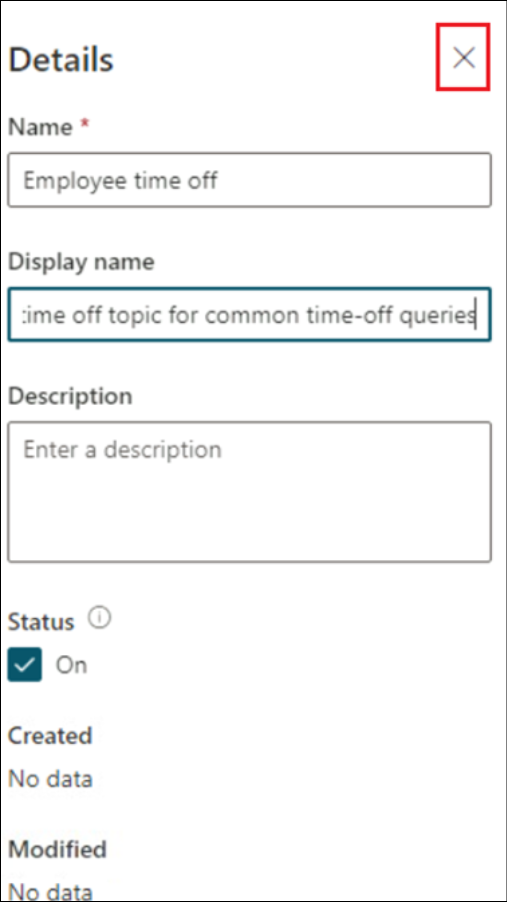 Details
Name *
Employee time off
Display name
time off topic for common time-off queries
Description
Enter a description
Status
On
Created
No data
Modified
No data